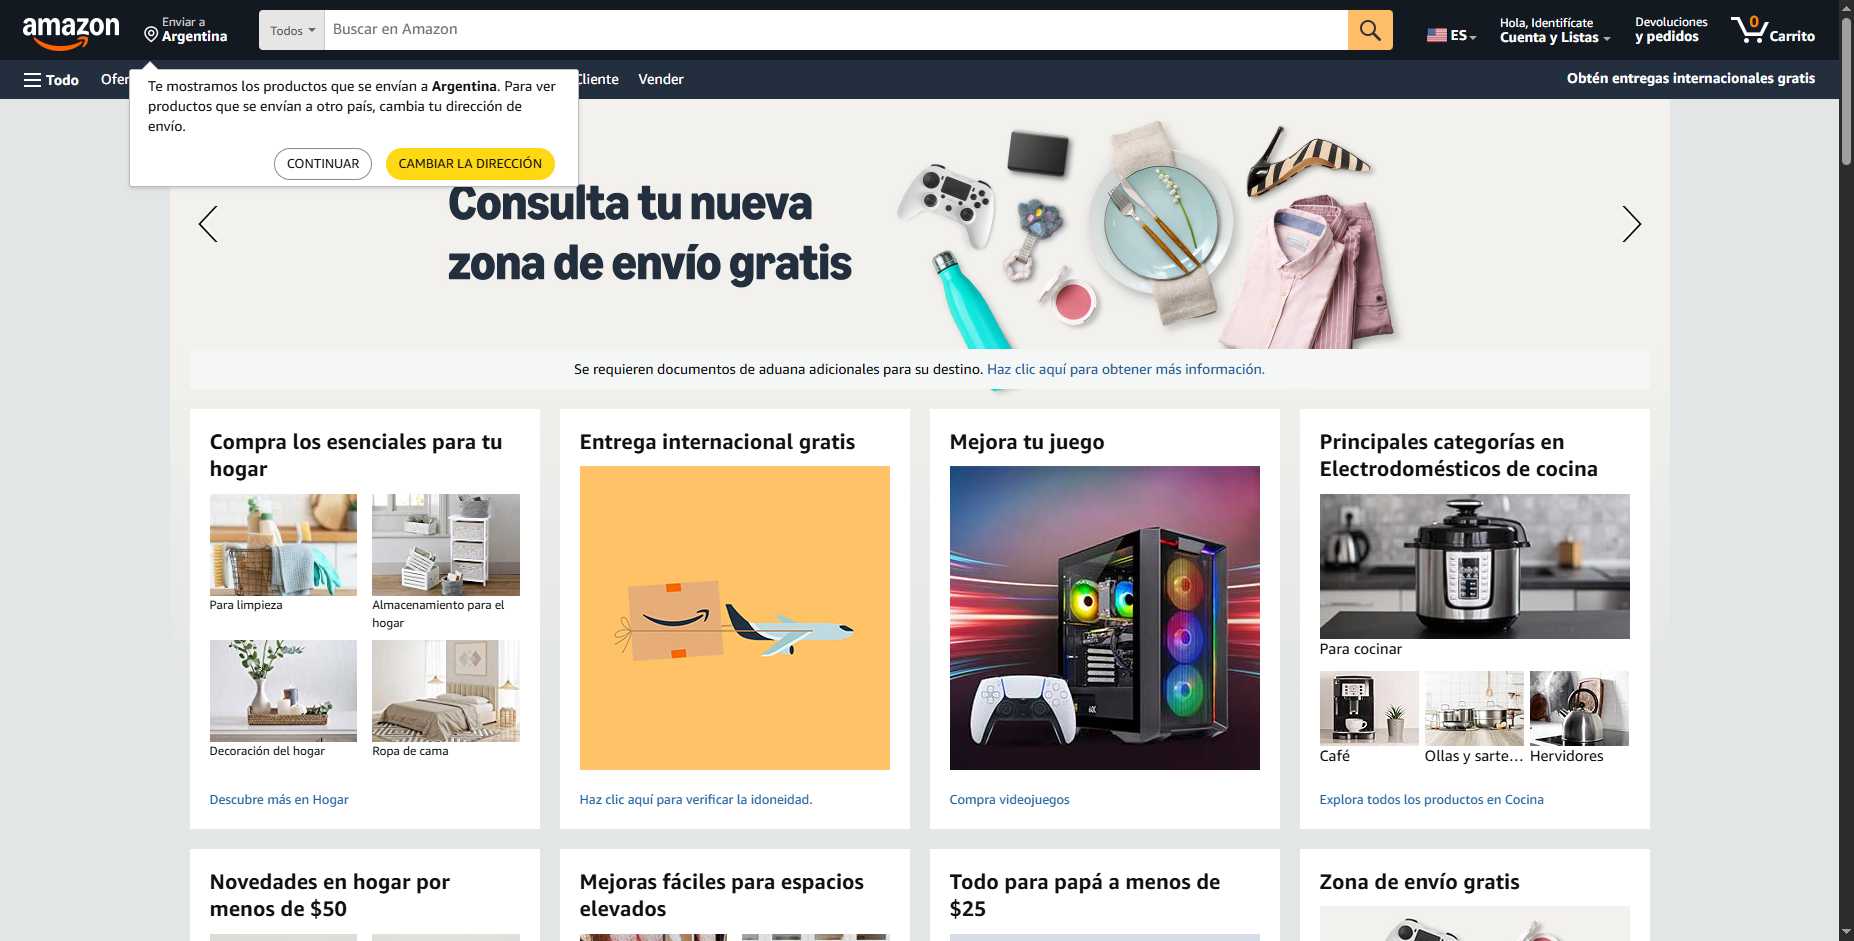 amazon
Enviar a
Argentina
Todos
Buscar en Amazon
ES
Hola, Identifícate
Cuenta y Listas
Devoluciones
y pedidos
0
Carrito
Todo
Ofer
Cliente
Vender
Obtén entregas internacionales gratis
Te mostramos los productos que se envían a Argentina. Para ver
productos que se envían a otro país, cambia tu dirección de
envío.
CONTINUAR
CAMBIAR LA DIRECCIÓN
Consulta tu nueva
zona de envío gratis
Se requieren documentos de aduana adicionales para su destino. Haz clic aquí para obtener más información.
Compra los esenciales para tu
hogar
Para limpieza
Almacenamiento para el
hogar
Decoración del hogar
Ropa de cama
Descubre más en Hogar
Entrega internacional gratis
Haz clic aquí para verificar la idoneidad.
Mejora tu juego
Compra videojuegos
Principales categorías en
Electrodomésticos de cocina
Para cocinar
Café
Ollas y sarte...
Hervidores
Explora todos los productos en Cocina
Novedades en hogar por
menos de $50
Mejoras fáciles para espacios
elevados
Todo para papá a menos de
$25
Zona de envío gratis